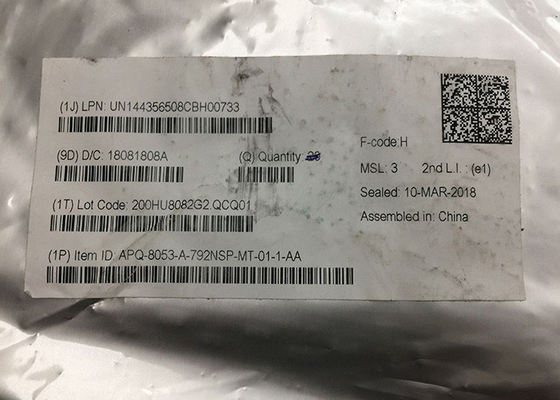 (1J) LPN: UN144356508CBH00733
(9D) D/C: 18081808A
(Q) Quantity:
(1T) Lot Code: 200HU8082G2.QCQ01
(1P) Item ID: APQ-8053-A-792NSP-MT-01-1-AA
F-code:H
MSL: 3 2nd L.I. : (e1)
Sealed: 10-MAR-2018
Assembled in: China